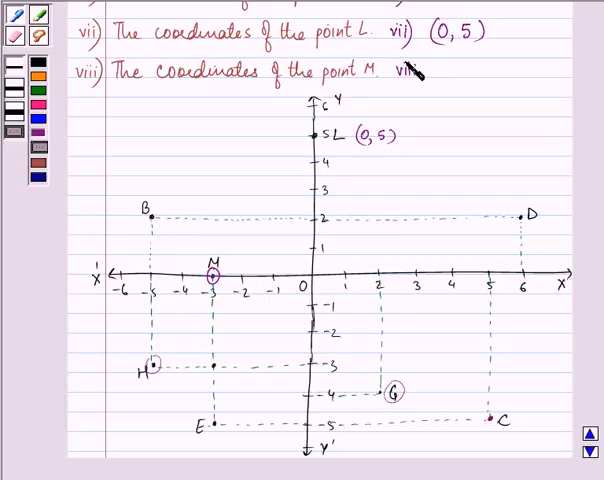 vii) The coordinates of the point L. vii) (0, 5)
viii) The coordinates of the point M. viii
6 Y
5 L (0, 5)
4
3
B 2 D
1
M
X' -6 -5 -4 -3 -2 -1 0 1 2 3 4 5 6 X
-1
-2
H -3
-4 G
E -5 C
Y'